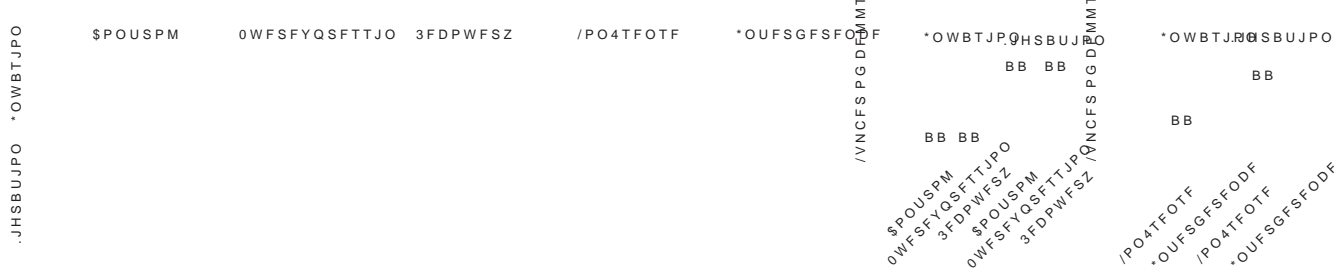 $POUSPM
0WFSFYQSFTTJO
3FDPWFSZ
/PO4TFOTF
*OUFSGFSFODF
*OWBTJPO
.JHSBUJPO
/VNCFS PG DFMMT
*OWBTJPO
.JHSBUJPO
BB BB
BB BB
$POUSPM
0WFSFYQSFTTJPO
3FDPWFSZ
$POUSPM
0WFSFYQSFTTJPO
3FDPWFSZ
/VNCFS PG DFMMT
*OWBTJPO
.JHSBUJPO
BB
BB
/PO4TFOTF
*OUFSGFSFODF
/PO4TFOTF
*OUFSGFSFODF